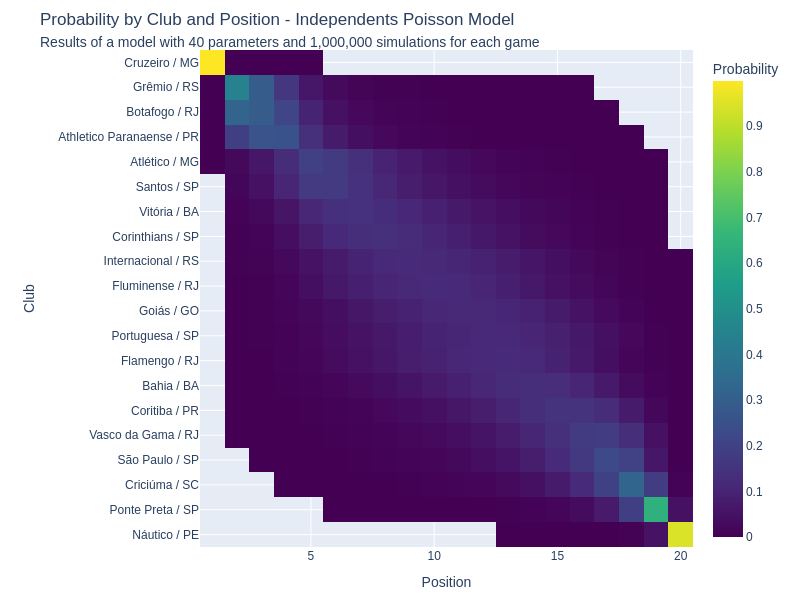 Probability by Club and Position - Independents Poisson Model
Results of a model with 40 parameters and 1,000,000 simulations for each game
Cruzeiro / MG
Grêmio / RS
Botafogo / RJ
Athletico Paranaense / PR
Atlético / MG
Santos / SP
Vitória / BA
Corinthians / SP
Internacional / RS
Fluminense / RJ
Goiás / GO
Portuguesa / SP
Flamengo / RJ
Bahia / BA
Coritiba / PR
Vasco da Gama / RJ
São Paulo / SP
Criciúma / SC
Ponte Preta / SP
Náutico / PE
Club
5
10
15
20
Position
Probability
0.9
0.8
0.7
0.6
0.5
0.4
0.3
0.2
0.1
0